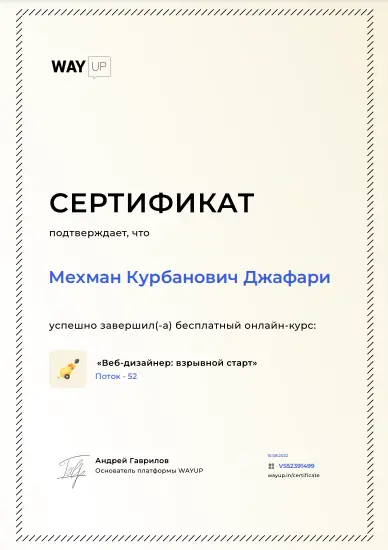 WAY UP
СЕРТИФИКАТ
подтверждает, что
Мехман Курбанович Джафари
успешно завершил(-а) бесплатный онлайн-курс:
«Веб-дизайнер: взрывной старт»
Поток - 52
Андрей Гаврилов
Основатель платформы WAYUP
VS52391499
wayup.in/certificate